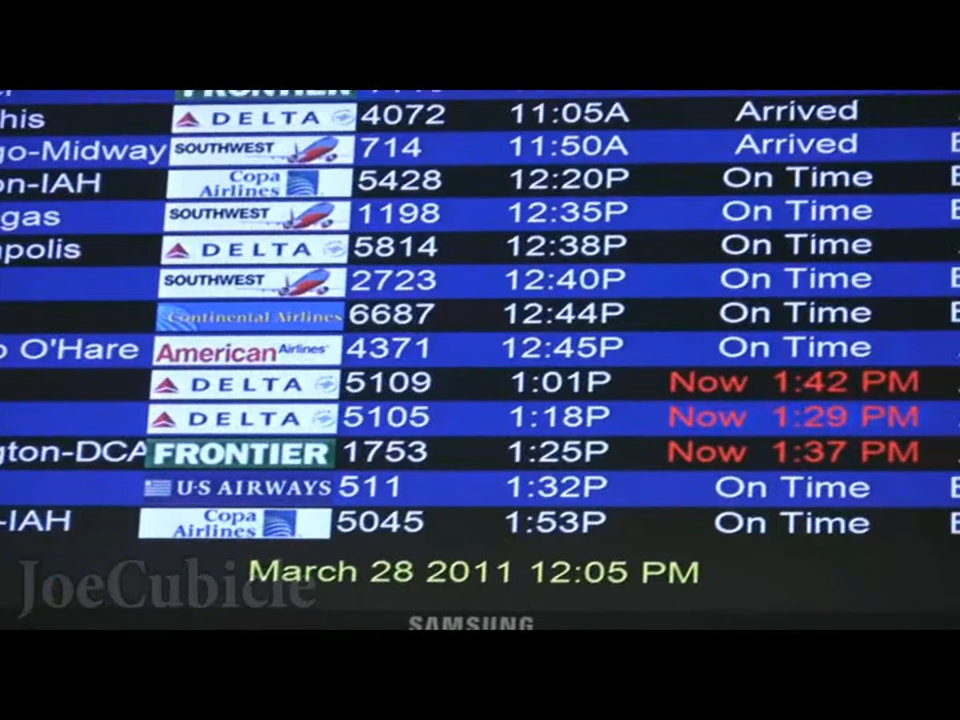 FRONTIER
his DELTA 4072 11:05A Arrived
go-Midway SOUTHWEST 714 11:50A Arrived
on-IAH Copa Airlines 5428 12:20P On Time
gas SOUTHWEST 1198 12:35P On Time
apolis DELTA 5814 12:38P On Time
SOUTHWEST 2723 12:40P On Time
Continental Airlines 6687 12:44P On Time
o O'Hare American Airlines 4371 12:45P On Time
DELTA 5109 1:01P Now 1:42 PM
DELTA 5105 1:18P Now 1:29 PM
gton-DCA FRONTIER 1753 1:25P Now 1:37 PM
U·S AIRWAYS 511 1:32P On Time
-IAH Copa Airlines 5045 1:53P On Time
March 28 2011 12:05 PM
JoeCubicle
SAMSUNG